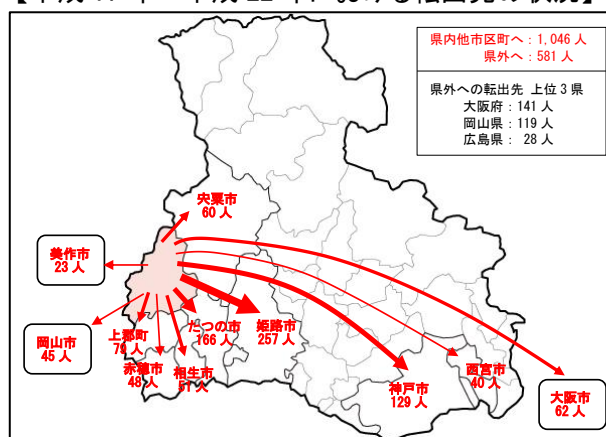 県内他市区町へ：1,046 人
県外へ：581 人
県外への転出先 上位 3 県
大阪府：141 人
岡山県：119 人
広島県： 28 人
宍粟市
60 人
美作市
23 人
岡山市
45 人
上郡町
79 人
赤穂市
48 人
相生市
51 人
たつの市
166 人
姫路市
257 人
神戸市
129 人
西宮市
40 人
大阪市
62 人